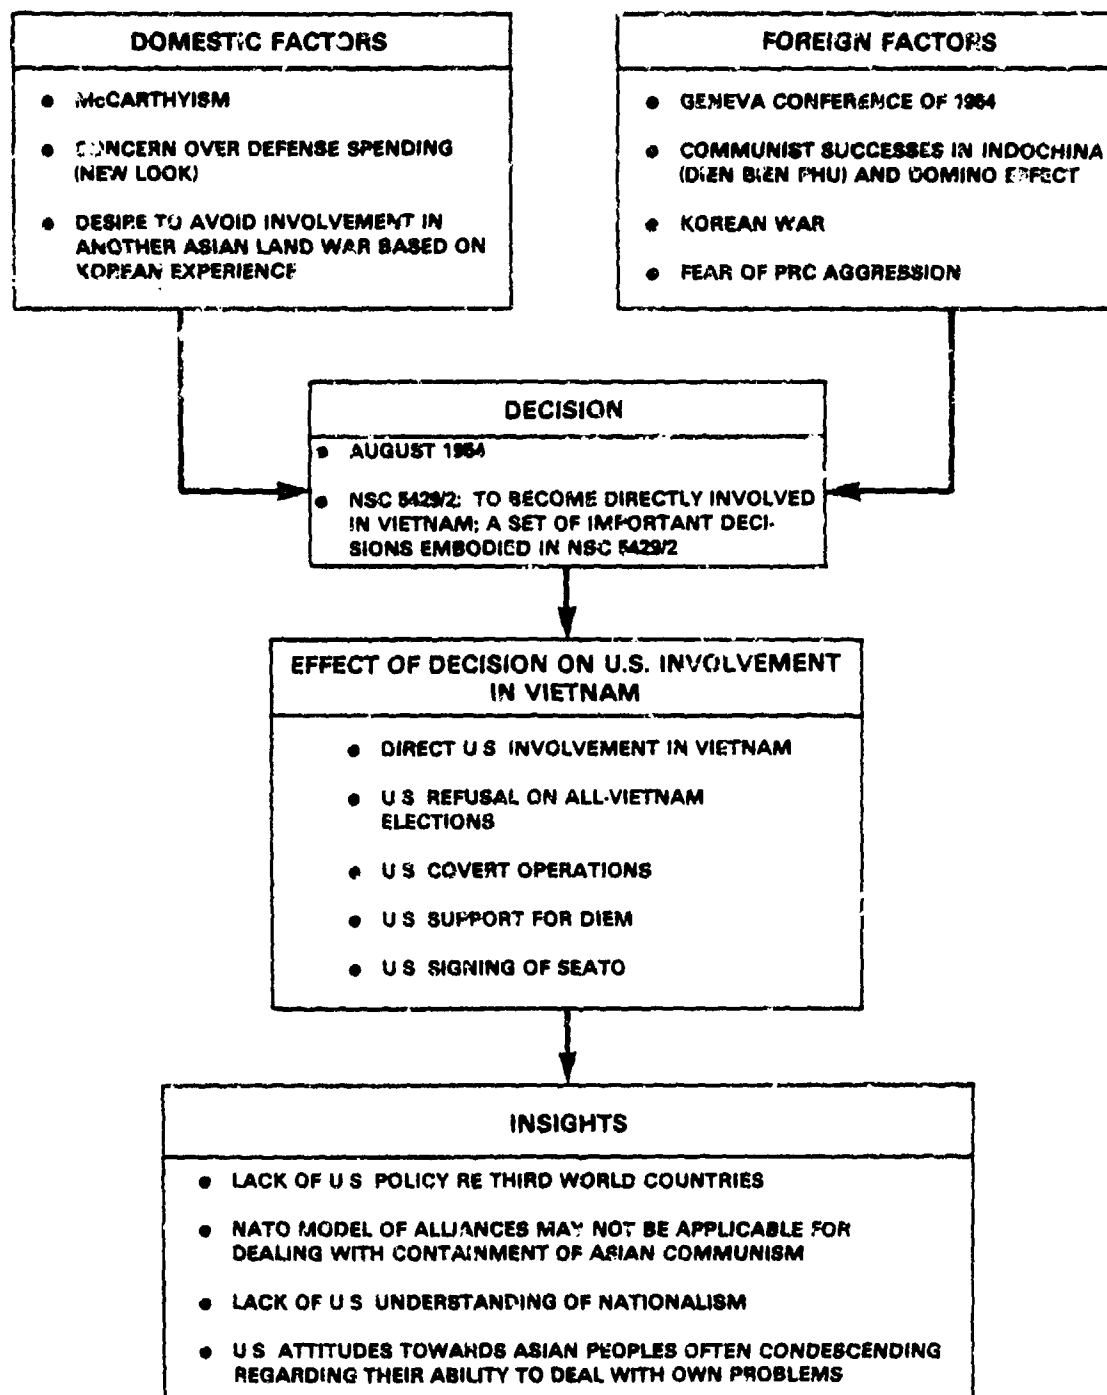 DOMESTIC FACTORS
• McCARTHYISM
• CONCERN OVER DEFENSE SPENDING
(NEW LOOK)
• DESIRE TO AVOID INVOLVEMENT IN
ANOTHER ASIAN LAND WAR BASED ON
KOREAN EXPERIENCE
FOREIGN FACTORS
• GENEVA CONFERENCE OF 1954
• COMMUNIST SUCCESSES IN INDOCHINA
(DIEN BIEN PHU) AND DOMINO EFFECT
• KOREAN WAR
• FEAR OF PRC AGGRESSION
DECISION
• AUGUST 1954
• NSC 5429/2: TO BECOME DIRECTLY INVOLVED
IN VIETNAM; A SET OF IMPORTANT DECI-
SIONS EMBODIED IN NSC 5429/2
EFFECT OF DECISION ON U.S. INVOLVEMENT
IN VIETNAM
• DIRECT U S INVOLVEMENT IN VIETNAM
• U S REFUSAL ON ALL-VIETNAM
ELECTIONS
• U S COVERT OPERATIONS
• U S SUPPORT FOR DIEM
• U S SIGNING OF SEATO
INSIGHTS
• LACK OF U S POLICY RE THIRD WORLD COUNTRIES
• NATO MODEL OF ALLIANCES MAY NOT BE APPLICABLE FOR
DEALING WITH CONTAINMENT OF ASIAN COMMUNISM
• LACK OF U S UNDERSTANDING OF NATIONALISM
• U S ATTITUDES TOWARDS ASIAN PEOPLES OFTEN CONDESCENDING
REGARDING THEIR ABILITY TO DEAL WITH OWN PROBLEMS